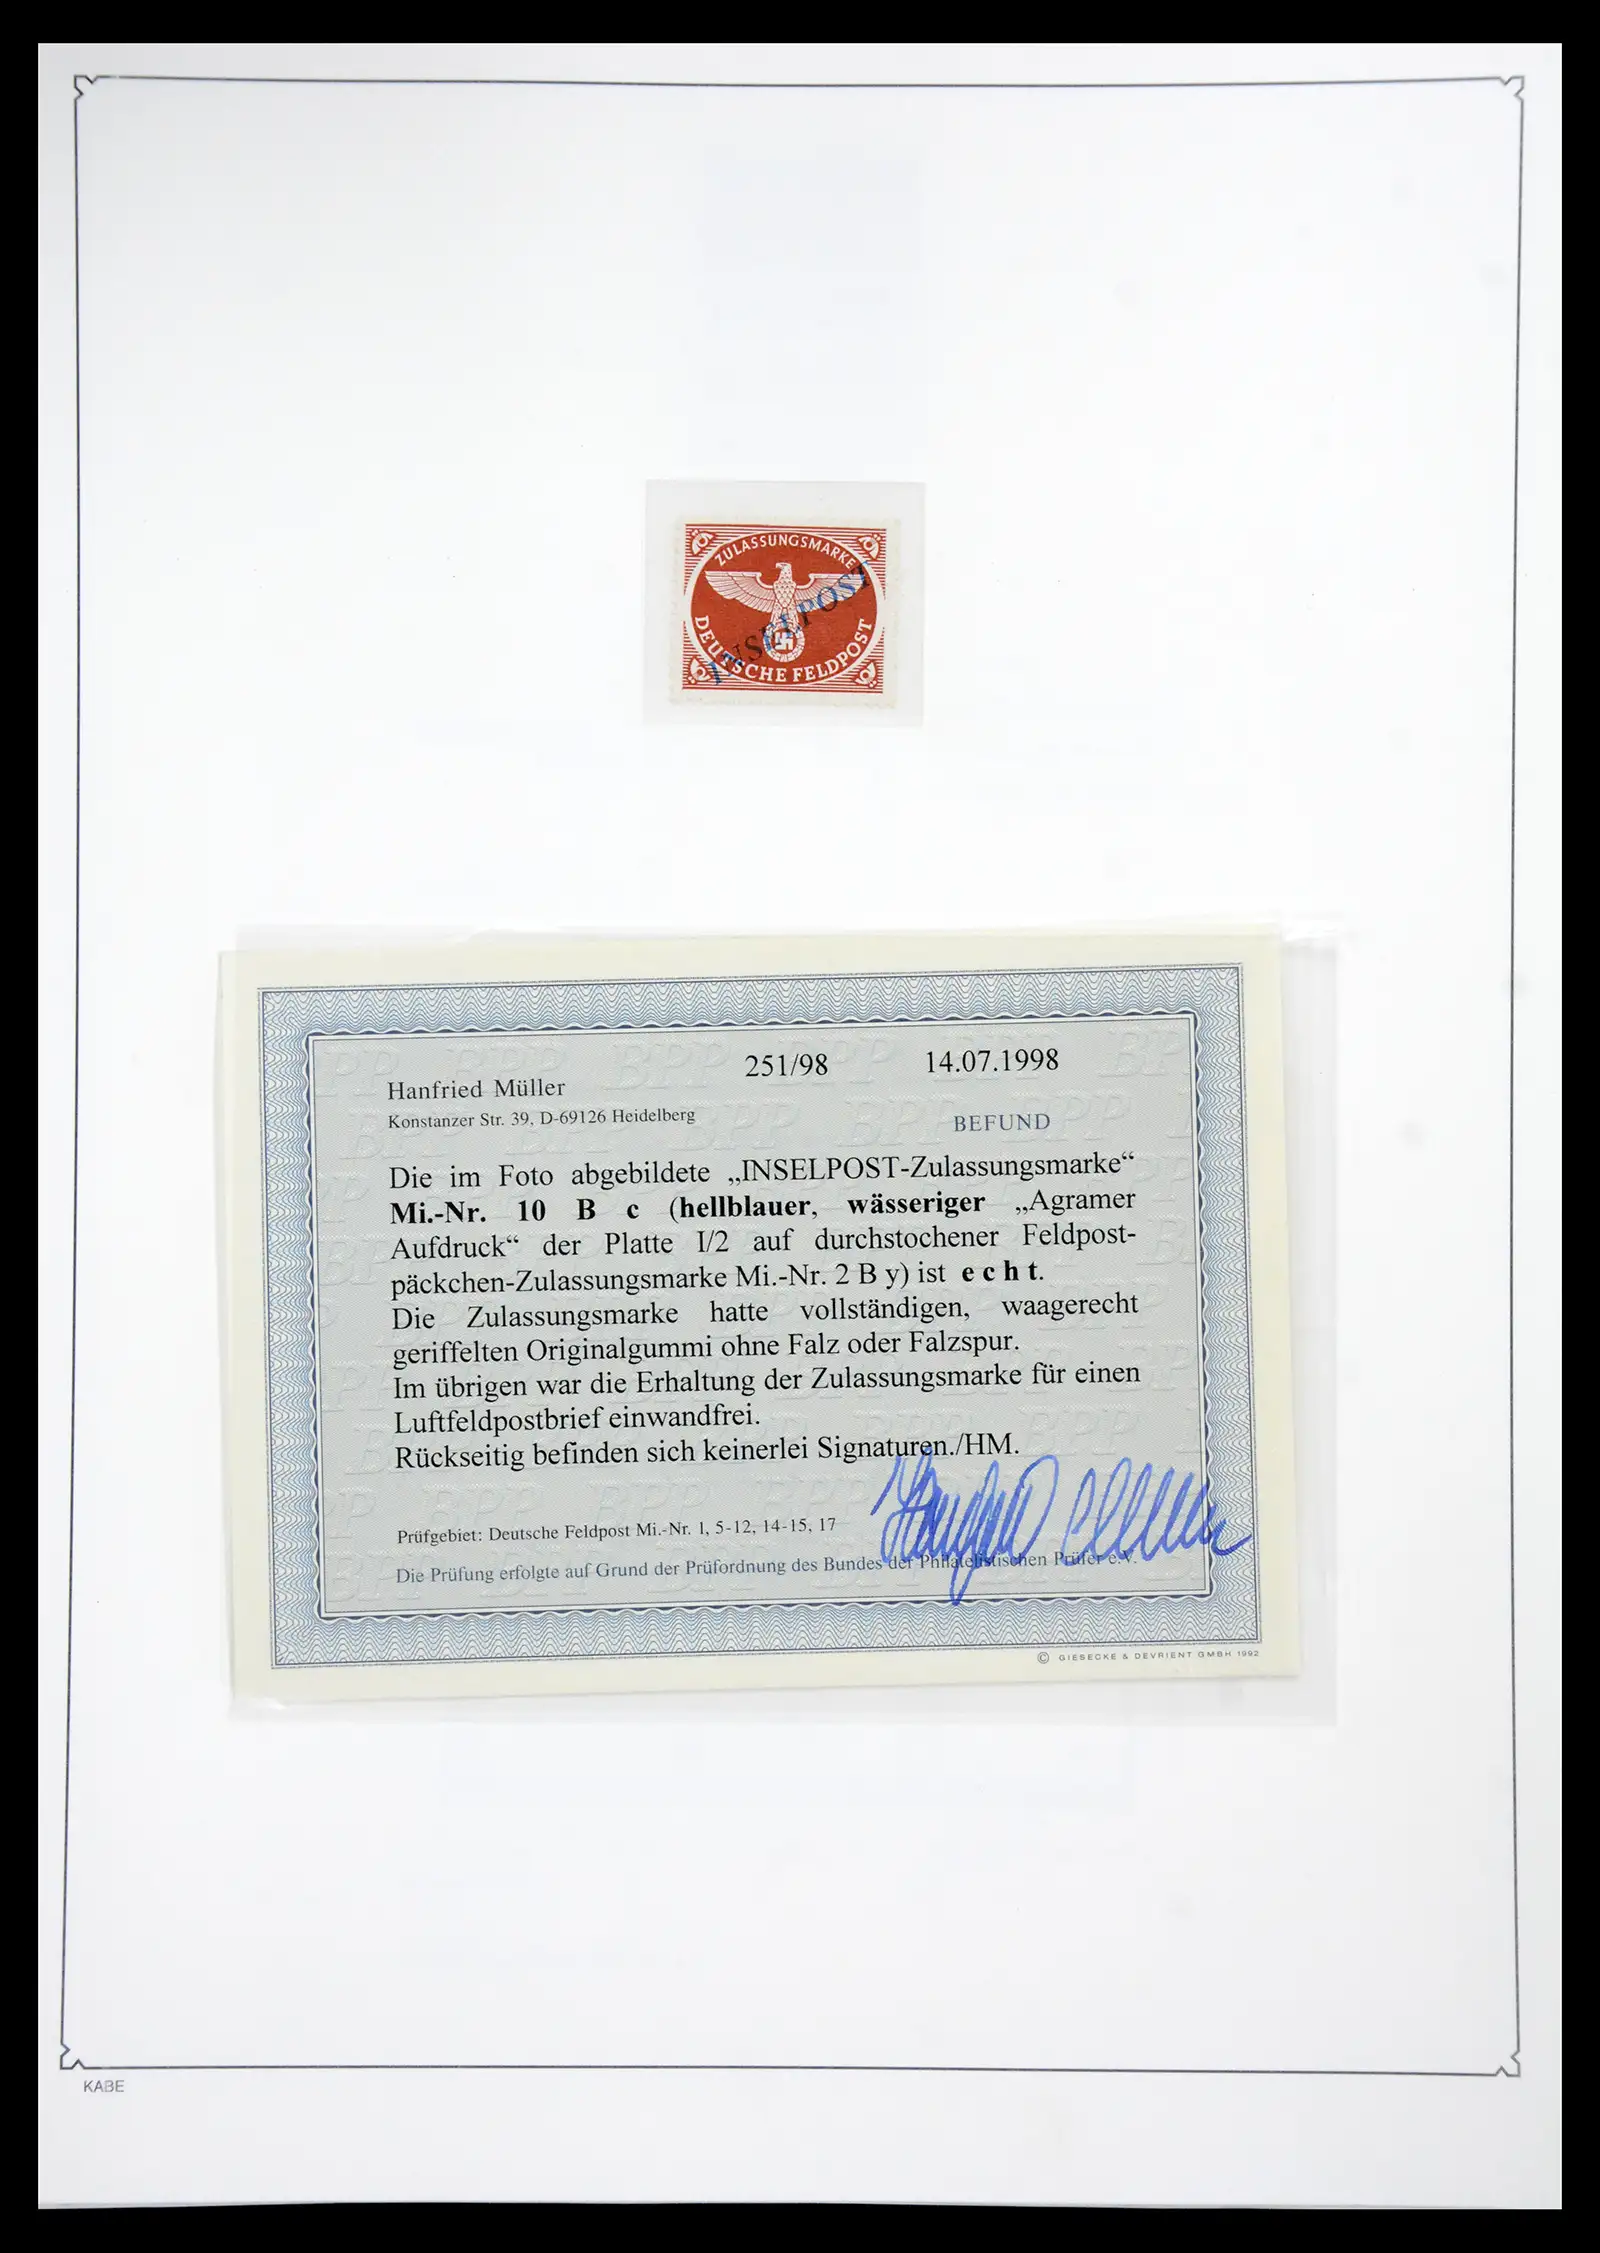 ZULASSUNGSMARKE
INSELPOST
DEUTSCHE FELDPOST
251/98 14.07.1998
Hanfried Müller
Konstanzer Str. 39, D-69126 Heidelberg
BEFUND
Die im Foto abgebildete „INSELPOST-Zulassungsmarke“
Mi.-Nr. 10 B c (hellblauer, wässeriger „Agramer
Aufdruck“ der Platte I/2 auf durchstochener Feldpost-
päckchen-Zulassungsmarke Mi.-Nr. 2 B y) ist e c h t.
Die Zulassungsmarke hatte vollständigen, waagerecht
geriffelten Originalgummi ohne Falz oder Falzspur.
Im übrigen war die Erhaltung der Zulassungsmarke für einen
Luftfeldpostbrief einwandfrei.
Rückseitig befinden sich keinerlei Signaturen./HM.
Prüfgebiet: Deutsche Feldpost Mi.-Nr. 1, 5-12, 14-15, 17
Die Prüfung erfolgte auf Grund der Prüfordnung des Bundes der Philatelistischen Prüfer e.V.
© GIESECKE & DEVRIENT GMBH 1992
KABE